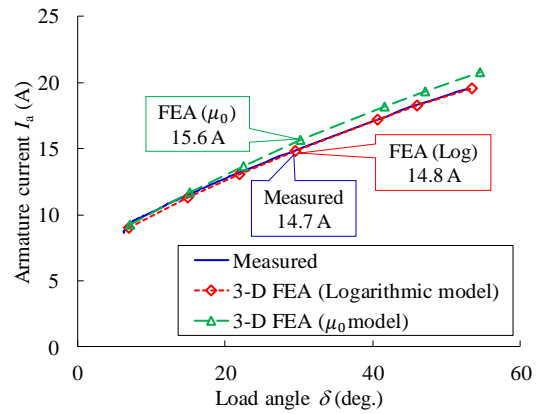 Armature current Iₐ (A)
25
20
15
10
5
0
0
20
40
60
Load angle δ (deg.)
FEA (μ₀)
15.6 A
FEA (Log)
14.8 A
Measured
14.7 A
Measured
3-D FEA (Logarithmic model)
3-D FEA (μ₀ model)